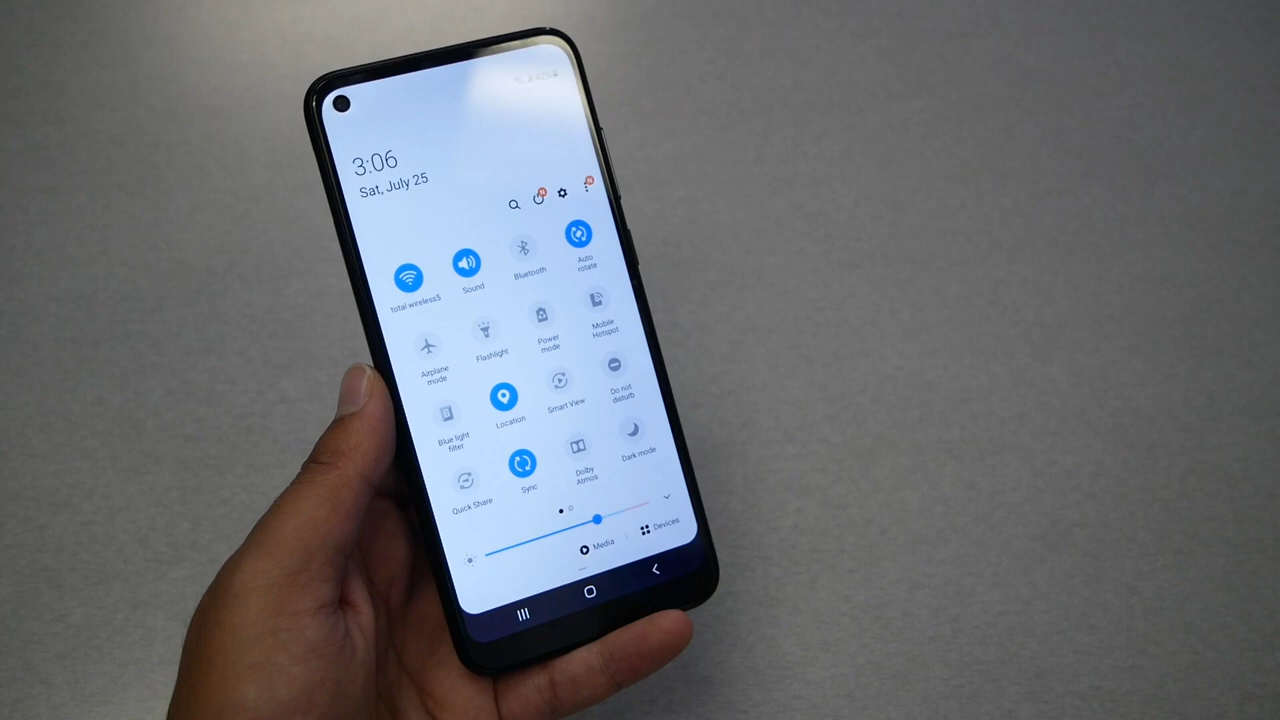 42%
3:06
Sat, July 25
N
N
total wireless5
Sound
Bluetooth
Auto
rotate
Airplane
mode
Flashlight
Power
mode
Mobile
Hotspot
Blue light
filter
Location
Smart View
Do not
disturb
Quick Share
Sync
Dolby
Atmos
Dark mode
Media
Devices